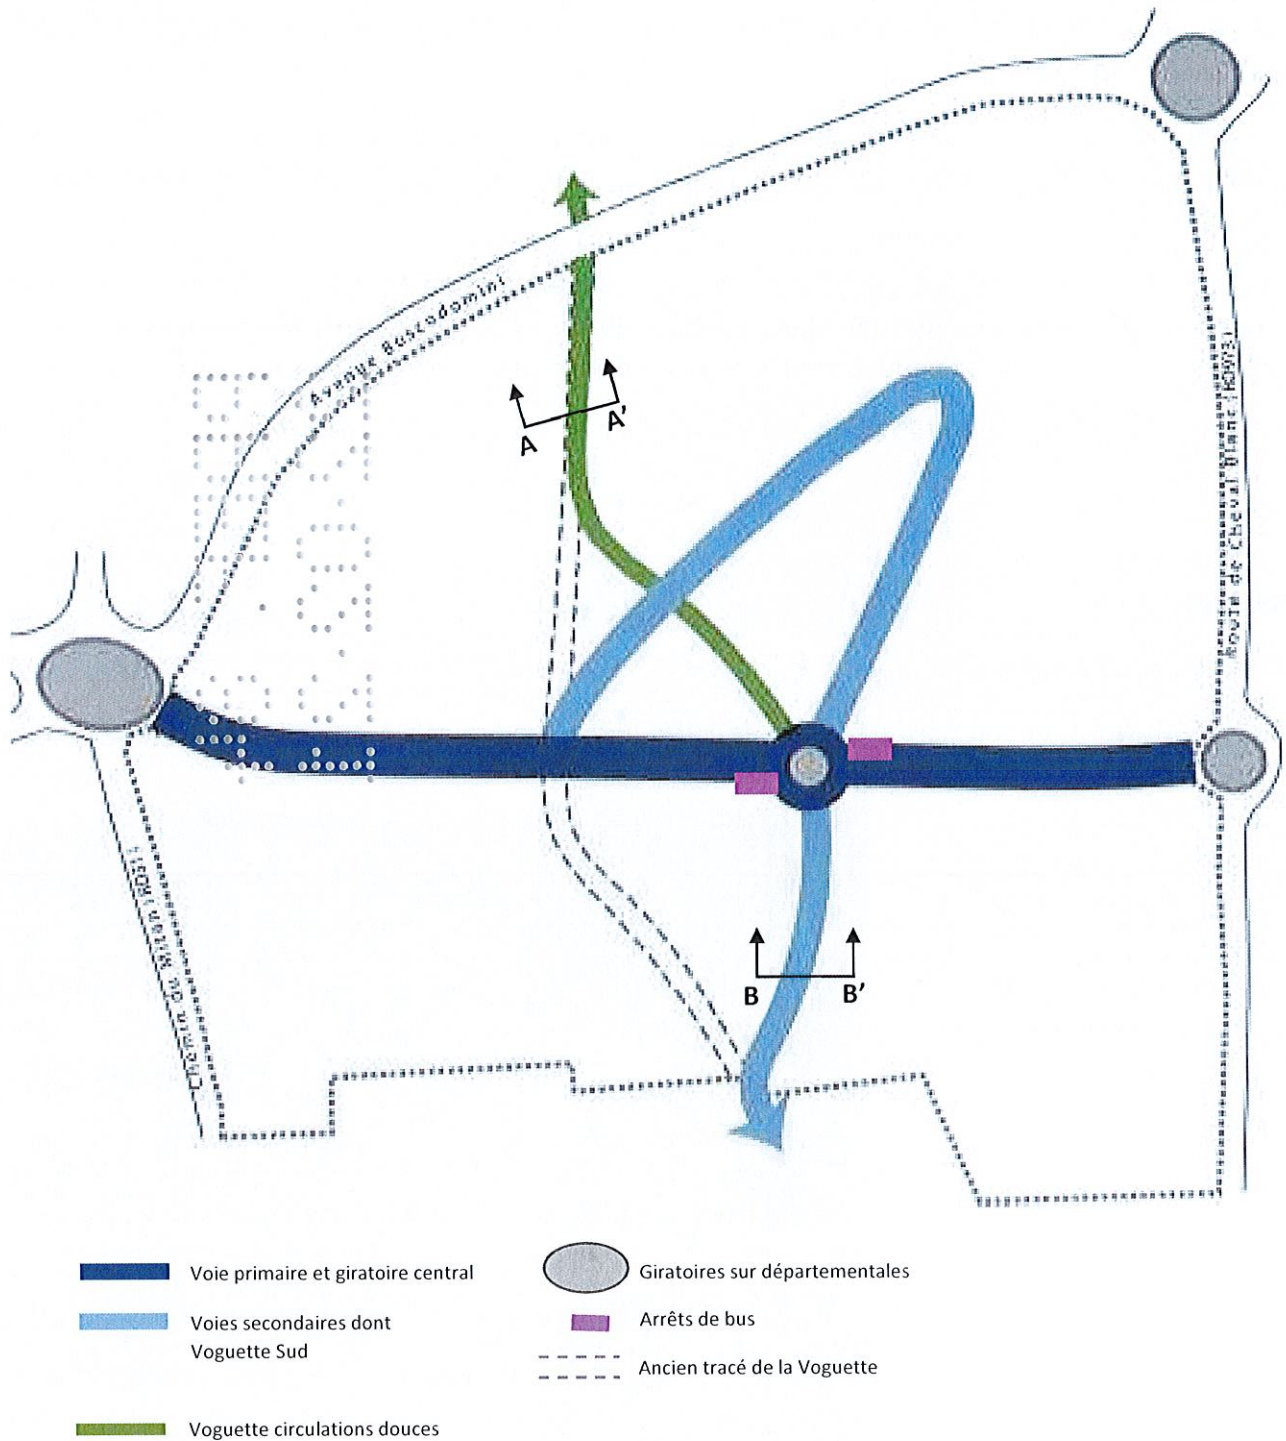 Avenue Boscodomini
A
A'
Route de Cheval Blanc (RD973)
Chemin du Mitan (RD31)
B
B'
Voie primaire et giratoire central
Giratoires sur départementales
Voies secondaires dont
Voguette Sud
Arrêts de bus
Ancien tracé de la Voguette
Voguette circulations douces